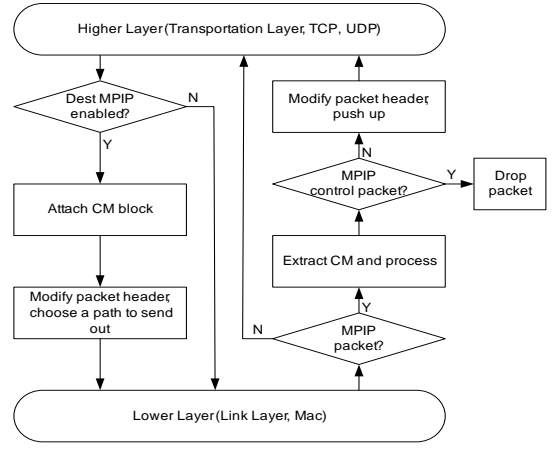 Higher Layer(Transportation Layer, TCP, UDP)
Dest MPIP
enabled?
N
Y
Attach CM block
Modify packet header,
choose a path to send
out
Modify packet header,
push up
N
MPIP
control packet?
Y
Drop
packet
Extract CM and process
Y
N
MPIP
packet?
Lower Layer(Link Layer, Mac)